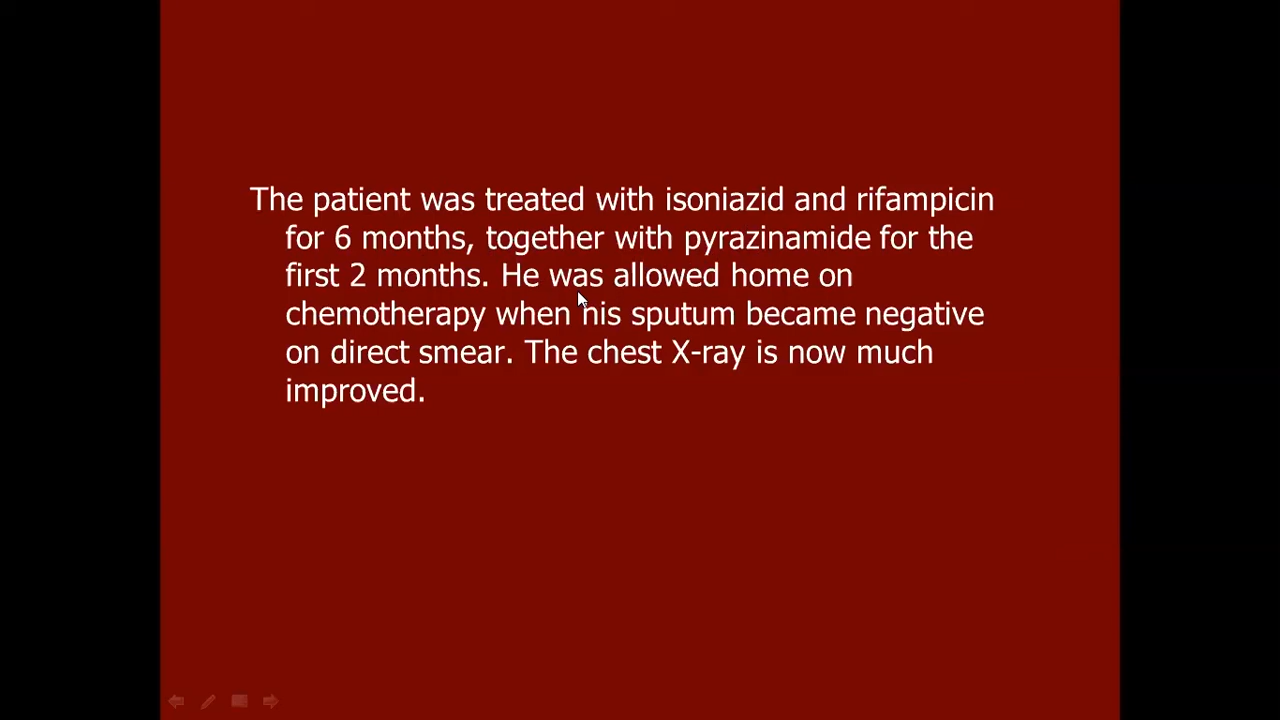 The patient was treated with isoniazid and rifampicin
for 6 months, together with pyrazinamide for the
first 2 months. He was allowed home on
chemotherapy when his sputum became negative
on direct smear. The chest X-ray is now much
improved.